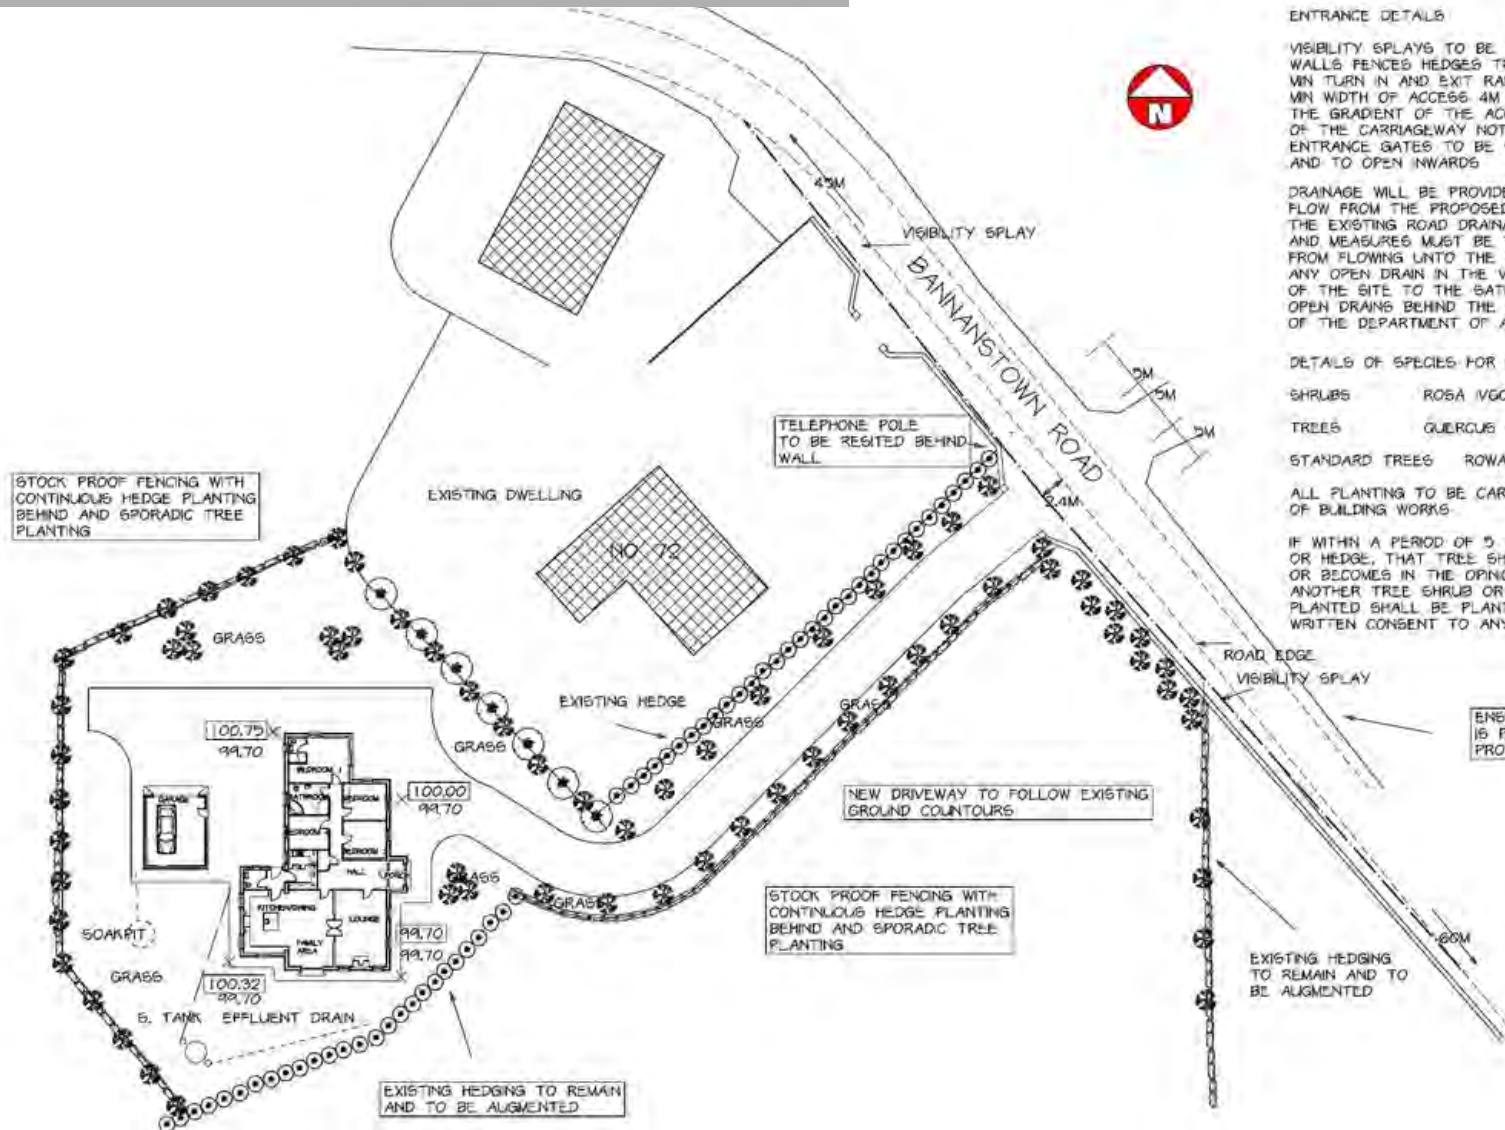 ENTRANCE DETAILS
VISIBILITY SPLAYS TO BE
WALLS FENCES HEDGES
MIN TURN IN AND EXIT
MIN WIDTH OF ACCESS 4M
THE GRADIENT OF THE
OF THE CARRIAGEWAY NOT
ENTRANCE GATES TO BE
AND TO OPEN INWARDS
DRAINAGE WILL BE
FLOW FROM THE PROPOSED
THE EXISTING ROAD
AND MEASURES MUST BE
FROM FLOWING UNTO THE
ANY OPEN DRAIN IN THE
OF THE SITE TO THE
OPEN DRAINS BEHIND THE
OF THE DEPARTMENT OF
DETAILS OF SPECIES FOR
SHRUBS ROSA
TREES QUERCUS
STANDARD TREES
ALL PLANTING TO BE
OF BUILDING WORKS
IF WITHIN A PERIOD OF 5
OR HEDGE, THAT TREE
OR BECOMES IN THE
ANOTHER TREE SHRUB OR
PLANTED SHALL BE
WRITTEN CONSENT TO ANY
N
45M
VISIBILITY SPLAY
BANNANSTOWN ROAD
5M
5M
5M
TELEPHONE POLE
TO BE RESITED BEHIND
WALL
2.4M
STOCK PROOF FENCING WITH
CONTINUOUS HEDGE PLANTING
BEHIND AND SPORADIC TREE
PLANTING
EXISTING DWELLING
NO 72
GRASS
ROAD EDGE
VISIBILITY SPLAY
EXISTING HEDGE
GRASS
GRASS
GRASS
100.75
99.70
BEDROOM 1
BATHROOM
BEDROOM
BEDROOM
BEDROOM
HALL
PORCH
KITCHEN/DINING
LOUNGE
FAMILY
AREA
GARAGE
100.00
99.70
NEW DRIVEWAY TO FOLLOW EXISTING
GROUND COUNTOURS
GRASS
GRASS
STOCK PROOF FENCING WITH
CONTINUOUS HEDGE PLANTING
BEHIND AND SPORADIC TREE
PLANTING
SOAKPIT
99.70
99.70
GRASS
100.32
99.70
S. TANK EFFLUENT DRAIN
60M
EXISTING HEDGING
TO REMAIN AND TO
BE AUGMENTED
EXISTING HEDGING TO REMAIN
AND TO BE AUGMENTED